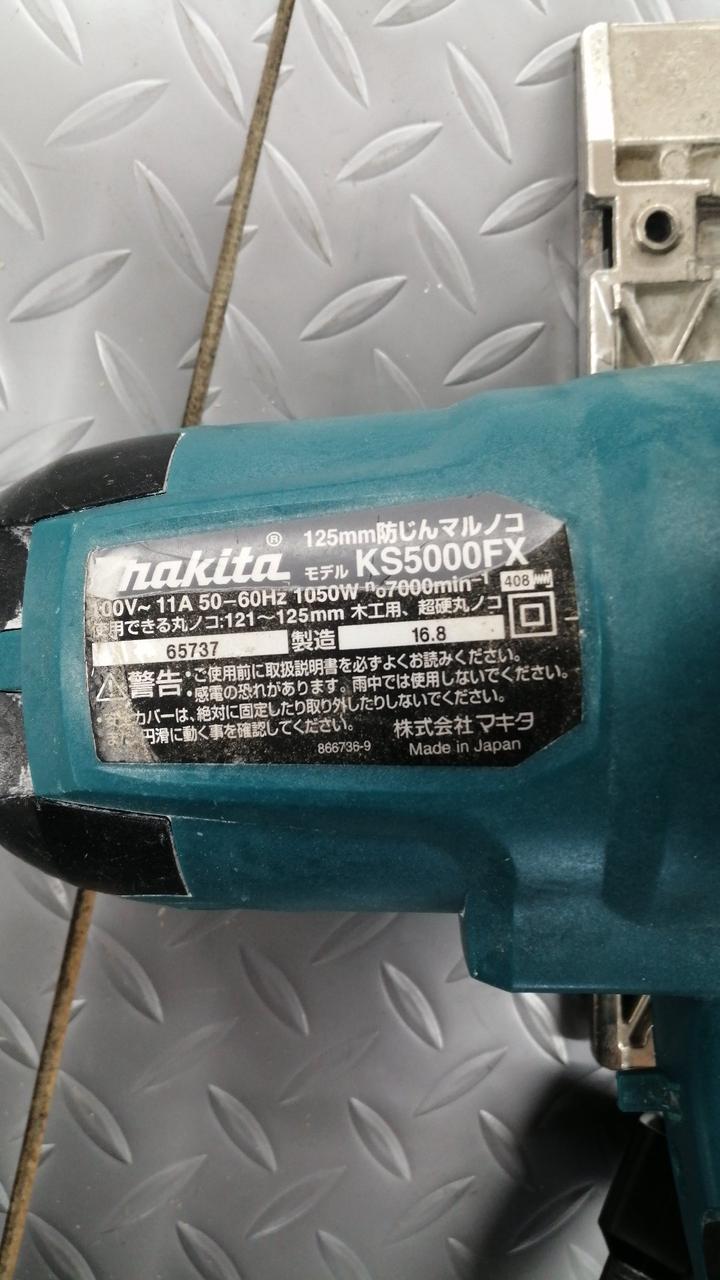 makita® 125mm防じんマルノコ
モデル KS5000FX
00V~ 11A 50-60Hz 1050W n₀7000min⁻¹ 408
使用できる丸ノコ:121~125mm 木工用、超硬丸ノコ
65737 製造 16.8
警告・ご使用前に取扱説明書を必ずよくお読みください。
・感電の恐れがあります。雨中では使用しないでください。
カバーは、絶対に固定したり取り外したりしないでください。
円滑に動く事を確認してください。 株式会社マキタ
866736-9 Made in Japan